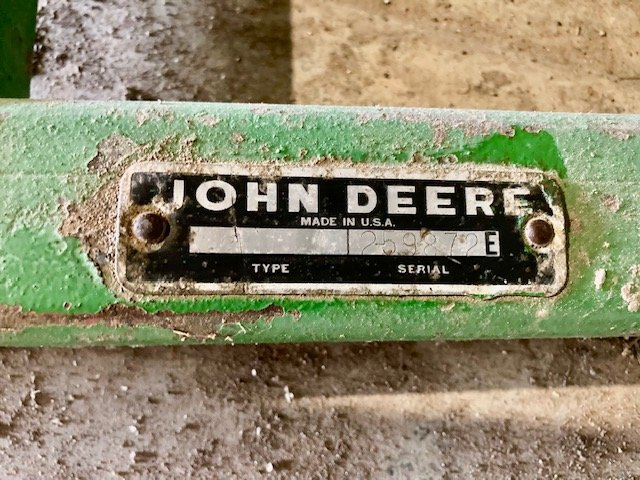 JOHN DEERE
MADE IN U.S.A.
259872E
TYPE SERIAL